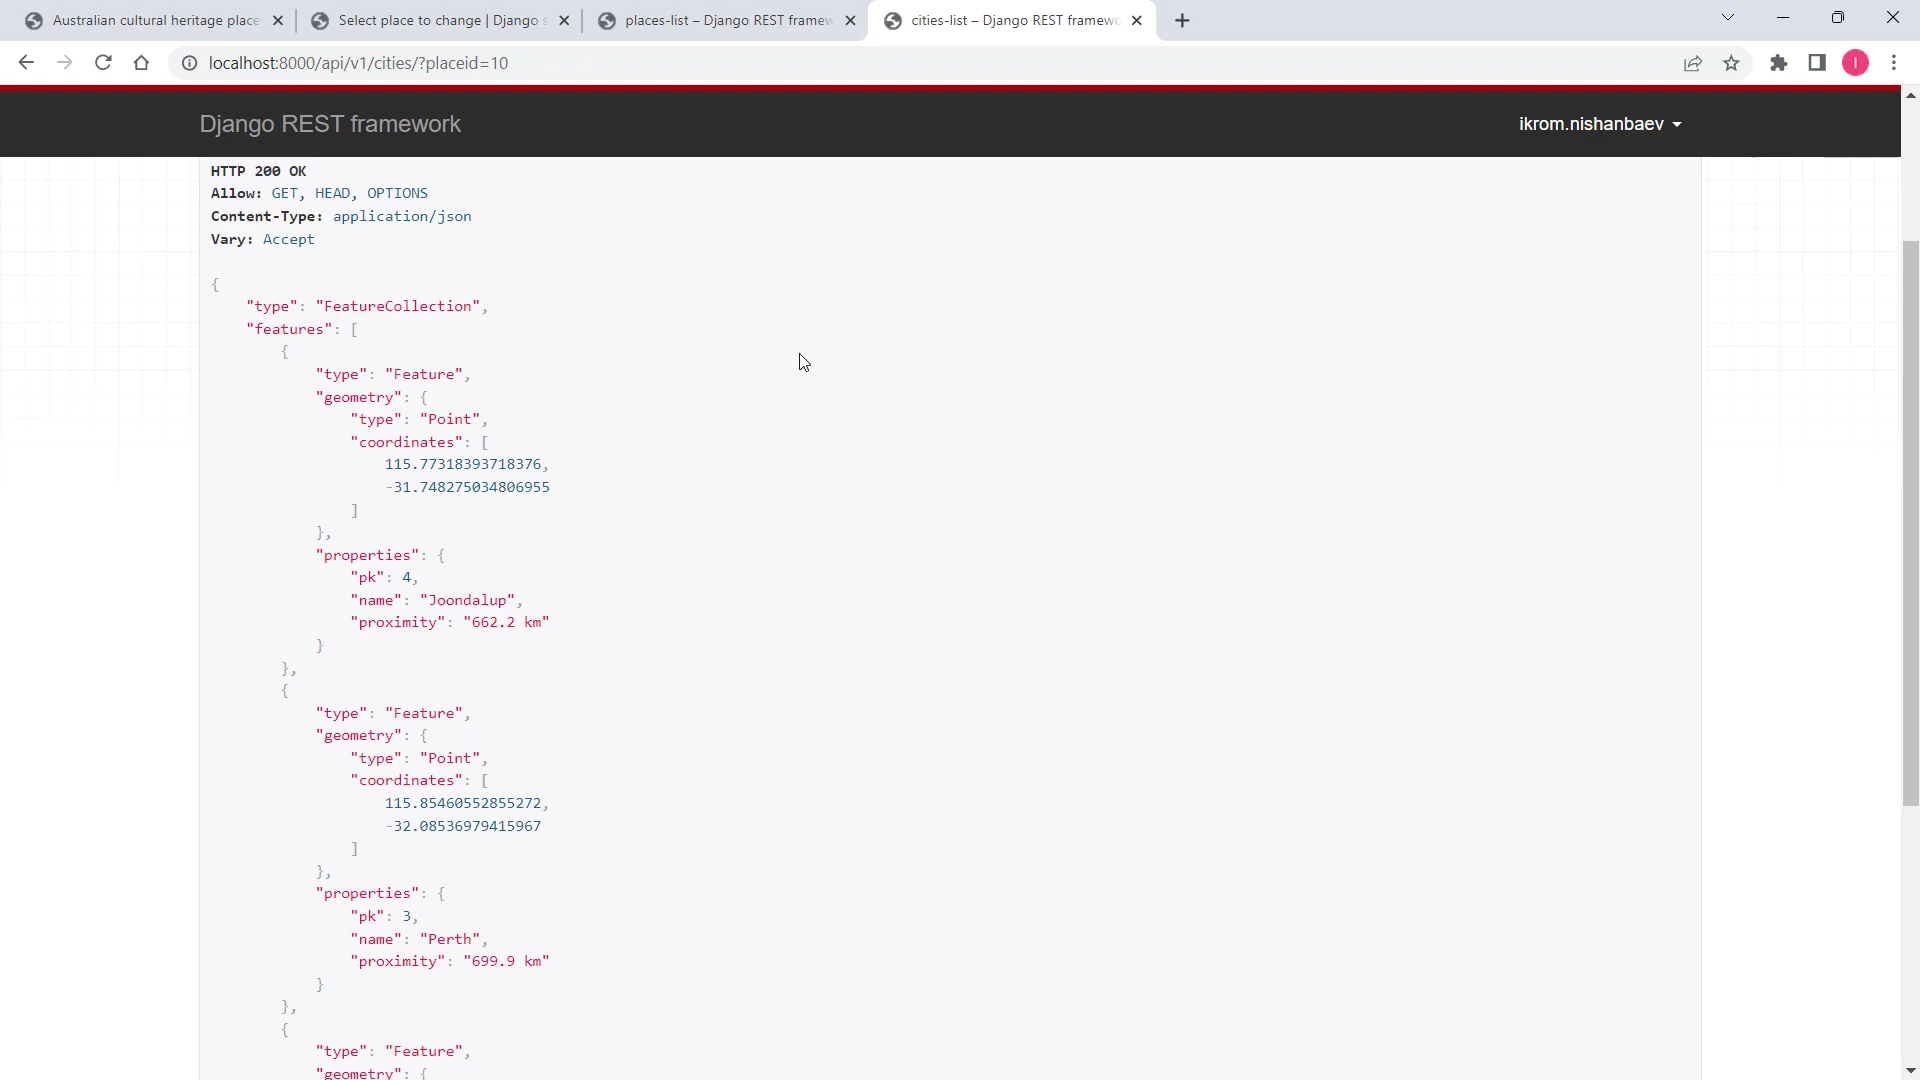 Australian cultural heritage place
Select place to change | Django s
places-list – Django REST framew
cities-list – Django REST framewo
localhost:8000/api/v1/cities/?placeid=10
I
Django REST framework
ikrom.nishanbaev
HTTP 200 OK
Allow: GET, HEAD, OPTIONS
Content-Type: application/json
Vary: Accept
{
"type": "FeatureCollection",
"features": [
{
"type": "Feature",
"geometry": {
"type": "Point",
"coordinates": [
115.77318393718376,
-31.748275034806955
]
},
"properties": {
"pk": 4,
"name": "Joondalup",
"proximity": "662.2 km"
}
},
{
"type": "Feature",
"geometry": {
"type": "Point",
"coordinates": [
115.85460552855272,
-32.08536979415967
]
},
"properties": {
"pk": 3,
"name": "Perth",
"proximity": "699.9 km"
}
},
{
"type": "Feature",
"geometry": {